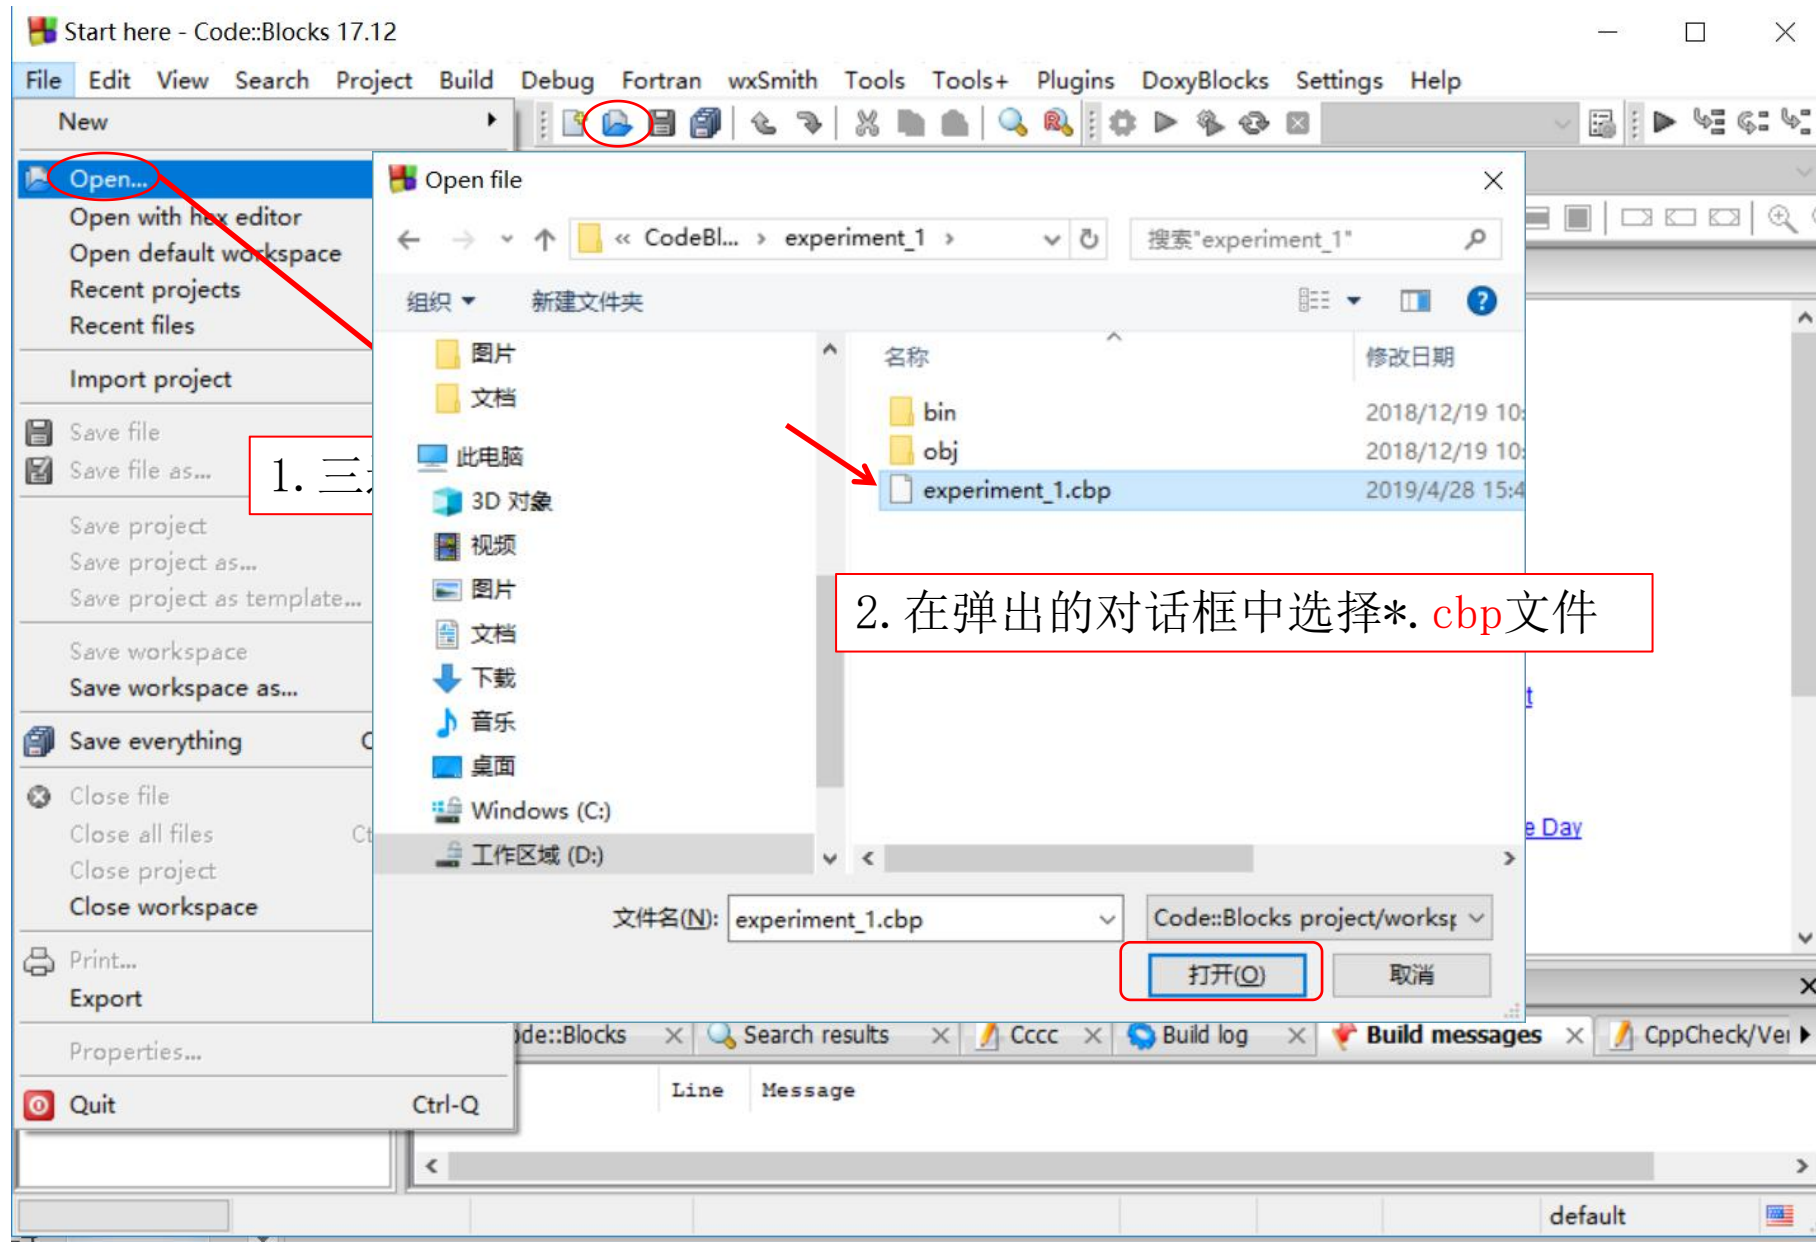 Start here - Code::Blocks 17.12
File Edit View Search Project Build Debug Fortran wxSmith Tools Tools+ Plugins DoxyBlocks Settings Help
New
Open...
Open with hex editor
Open default workspace
Recent projects
Recent files
Import project
Save file
Save file as...
Save project
Save project as...
Save project as template...
Save workspace
Save workspace as...
Save everything
Close file
Close all files
Close project
Close workspace
Print...
Export
Properties...
Quit Ctrl-Q
1. 三
Open file
« CodeBl... › experiment_1 ›
搜索"experiment_1"
组织 新建文件夹
图片
文档
此电脑
3D 对象
视频
图片
文档
下载
音乐
桌面
Windows (C:)
工作区域 (D:)
名称 修改日期
bin 2018/12/19 10:
obj 2018/12/19 10:
experiment_1.cbp 2019/4/28 15:4
2. 在弹出的对话框中选择*. cbp文件
文件名(N): experiment_1.cbp
Code::Blocks project/works
打开(O) 取消
e Day
de::Blocks Search results Cccc Build log Build messages CppCheck/Ver
Line Message
default